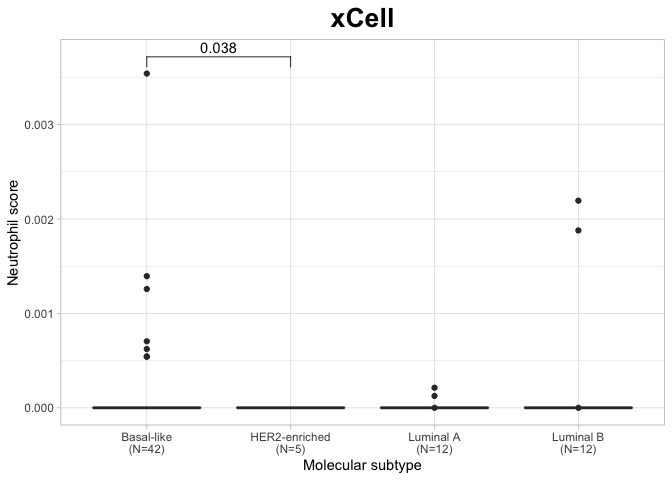 xCell
0.038
0.003
0.002
0.001
0.000
Neutrophil score
Basal-like
(N=42)
HER2-enriched
(N=5)
Luminal A
(N=12)
Luminal B
(N=12)
Molecular subtype